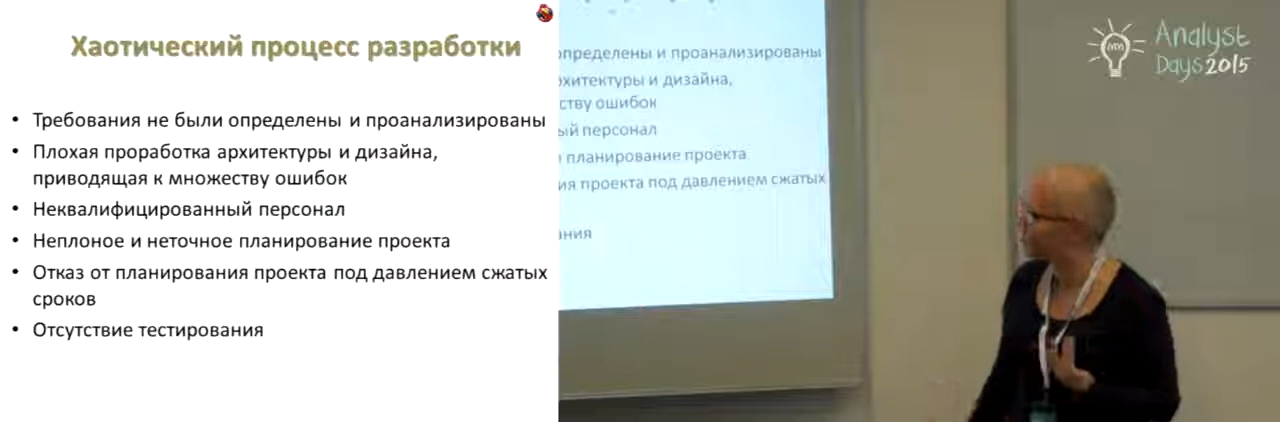 Хаотический процесс разработки
• Требования не были определены и проанализированы
• Плохая проработка архитектуры и дизайна,
приводящая к множеству ошибок
• Неквалифицированный персонал
• Неплоное и неточное планирование проекта
• Отказ от планирования проекта под давлением сжатых
сроков
• Отсутствие тестирования
определены и проанализированы
хитектуры и дизайна,
ству ошибок
ый персонал
планирование проекта
ия проекта под давлением сжатых
ания
Analyst
Days 2015